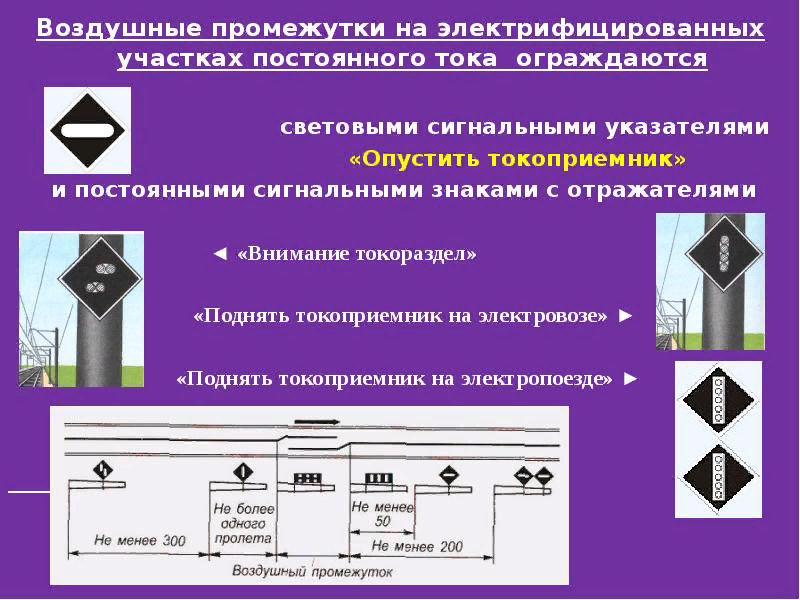 Воздушные промежутки на электрифицированных
участках постоянного тока ограждаются
световыми сигнальными указателями
«Опустить токоприемник»
и постоянными сигнальными знаками с отражателями
◄ «Внимание токораздел»
«Поднять токоприемник на электровозе» ►
«Поднять токоприемник на электропоезде» ►
Не более
одного
пролета
Не менее
50
Не менее 300
Не менее 200
Воздушный промежуток